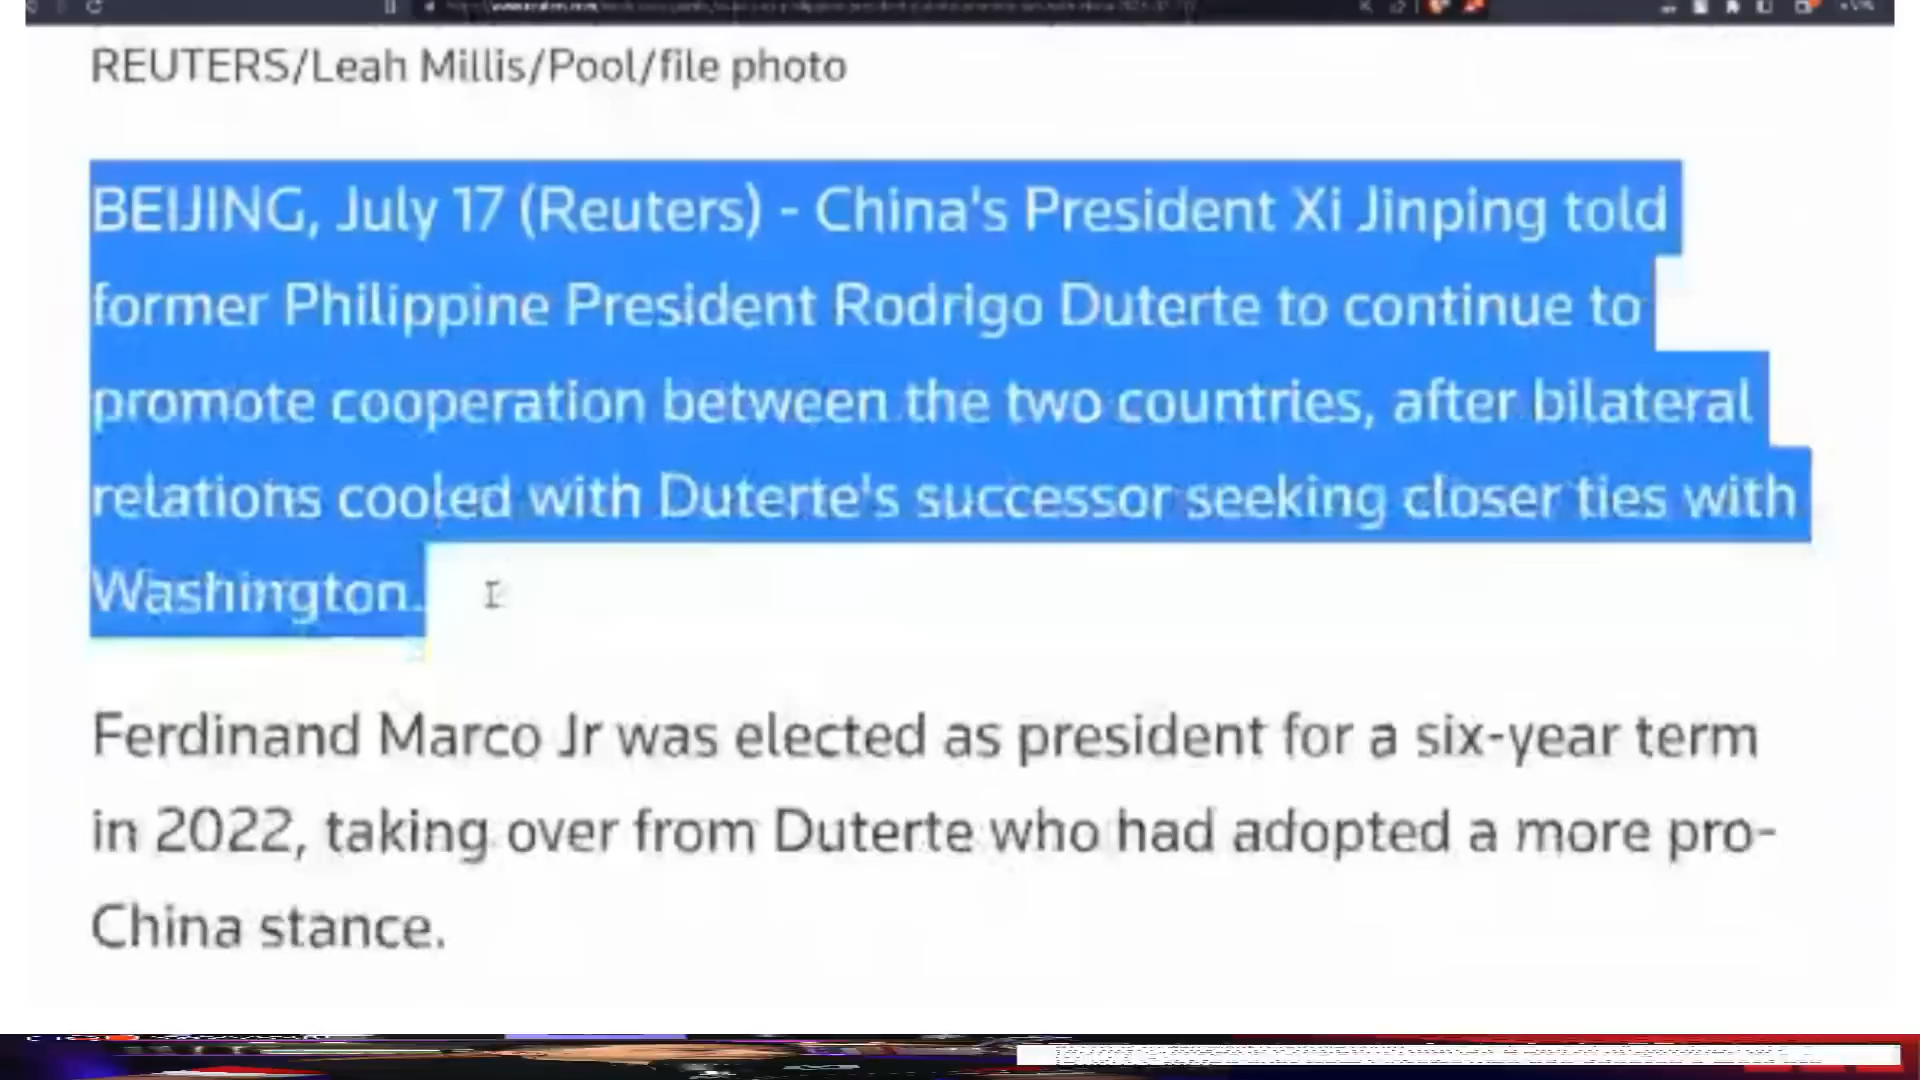 REUTERS/Leah Millis/Pool/file photo
BEIJING, July 17 (Reuters) - China's President Xi Jinping told
former Philippine President Rodrigo Duterte to continue to
promote cooperation between the two countries, after bilateral
relations cooled with Duterte's successor seeking closer ties with
Washington.
Ferdinand Marco Jr was elected as president for a six-year term
in 2022, taking over from Duterte who had adopted a more pro-
China stance.